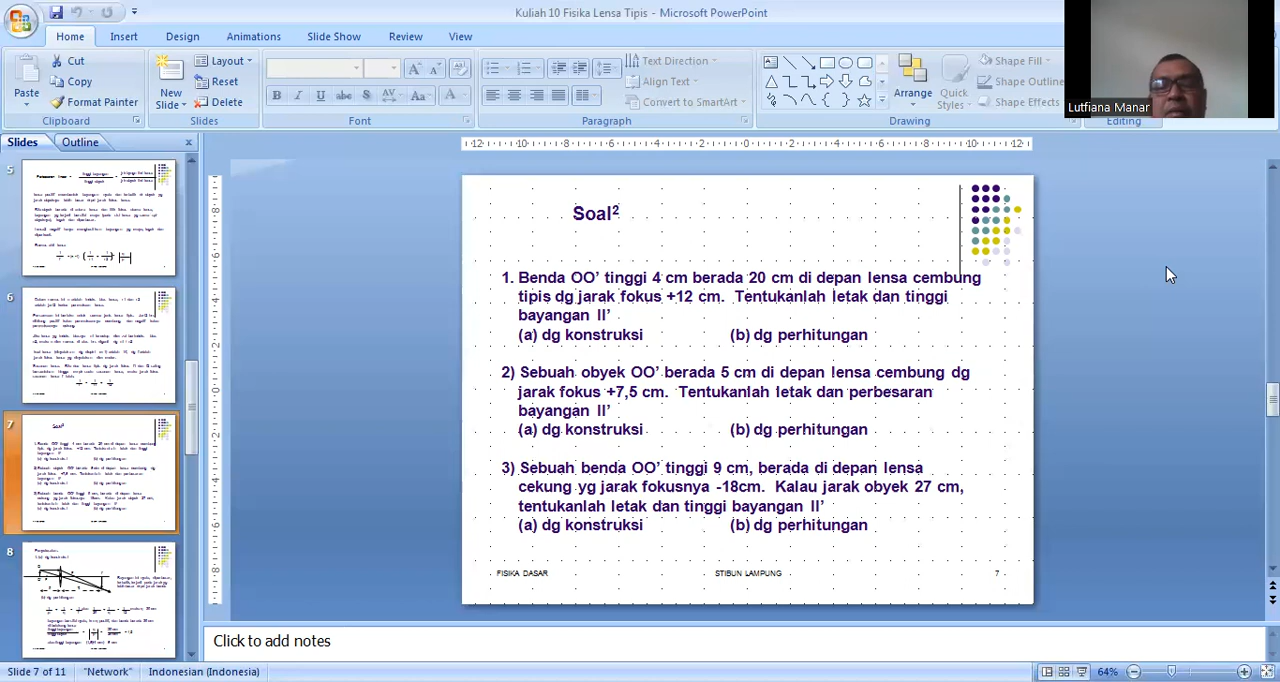 Kuliah 10 Fisika Lensa Tipis - Microsoft PowerPoint
Home Insert Design Animations Slide Show Review View
Paste
Cut
Copy
Format Painter
Clipboard
New Slide
Layout
Reset
Delete
Slides
B I U abc S AV Aa A
Font
Text Direction
Align Text
Convert to SmartArt
Paragraph
Arrange
Quick Styles
Shape Fill
Shape Outline
Shape Effects
Drawing
Editing
Lutfiana Manar
Slides Outline
5
6
7
8
Soal²
1. Benda OO’ tinggi 4 cm berada 20 cm di depan lensa cembung
tipis dg jarak fokus +12 cm. Tentukanlah letak dan tinggi
bayangan II’
(a) dg konstruksi (b) dg perhitungan
2) Sebuah obyek OO’ berada 5 cm di depan lensa cembung dg
jarak fokus +7,5 cm. Tentukanlah letak dan perbesaran
bayangan II’
(a) dg konstruksi (b) dg perhitungan
3) Sebuah benda OO’ tinggi 9 cm, berada di depan lensa
cekung yg jarak fokusnya -18cm. Kalau jarak obyek 27 cm,
tentukanlah letak dan tinggi bayangan II’
(a) dg konstruksi (b) dg perhitungan
FISIKA DASAR STIBUN LAMPUNG 7
Click to add notes
Slide 7 of 11 "Network" Indonesian (Indonesia) 64%